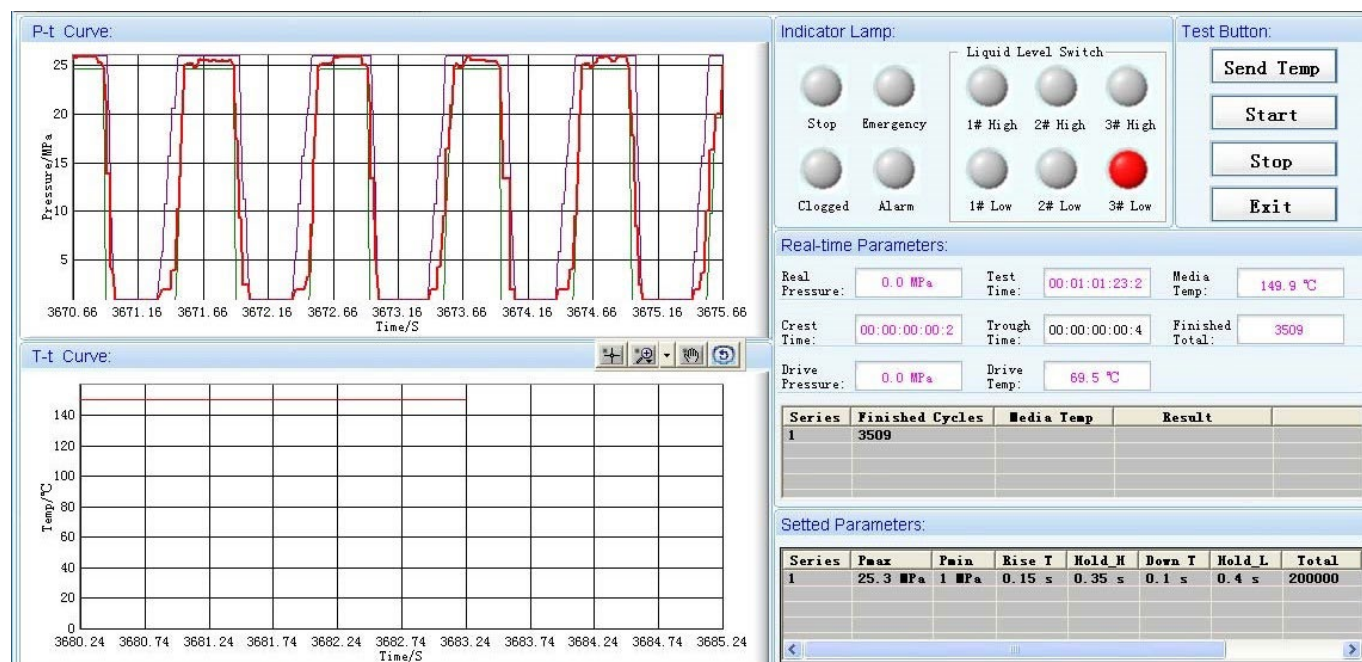 P-t Curve:
Pressure/MPa
25
20
15
10
5
3670.66 3671.16 3671.66 3672.16 3672.66 3673.16 3673.66 3674.16 3674.66 3675.16 3675.66
Time/S
T-t Curve:
Temp/℃
140
120
100
80
60
40
20
0
3680.24 3680.74 3681.24 3681.74 3682.24 3682.74 3683.24 3683.74 3684.24 3684.74 3685.24
Time/S
Indicator Lamp:
Liquid Level Switch
Stop Emergency 1# High 2# High 3# High
Clogged Alarm 1# Low 2# Low 3# Low
Test Button:
Send Temp
Start
Stop
Exit
Real-time Parameters:
Real Pressure: 0.0 MPa Test Time: 00:01:01:23:2 Media Temp: 149.9 ℃
Crest Time: 00:00:00:00:2 Trough Time: 00:00:00:00:4 Finished Total: 3509
Drive Pressure: 0.0 MPa Drive Temp: 69.5 ℃
Series Finished Cycles Media Temp Result
1 3509
Setted Parameters:
Series Pmax Pmin Rise T Hold_H Down T Hold_L Total
1 25.3 MPa 1 MPa 0.15 s 0.35 s 0.1 s 0.4 s 200000